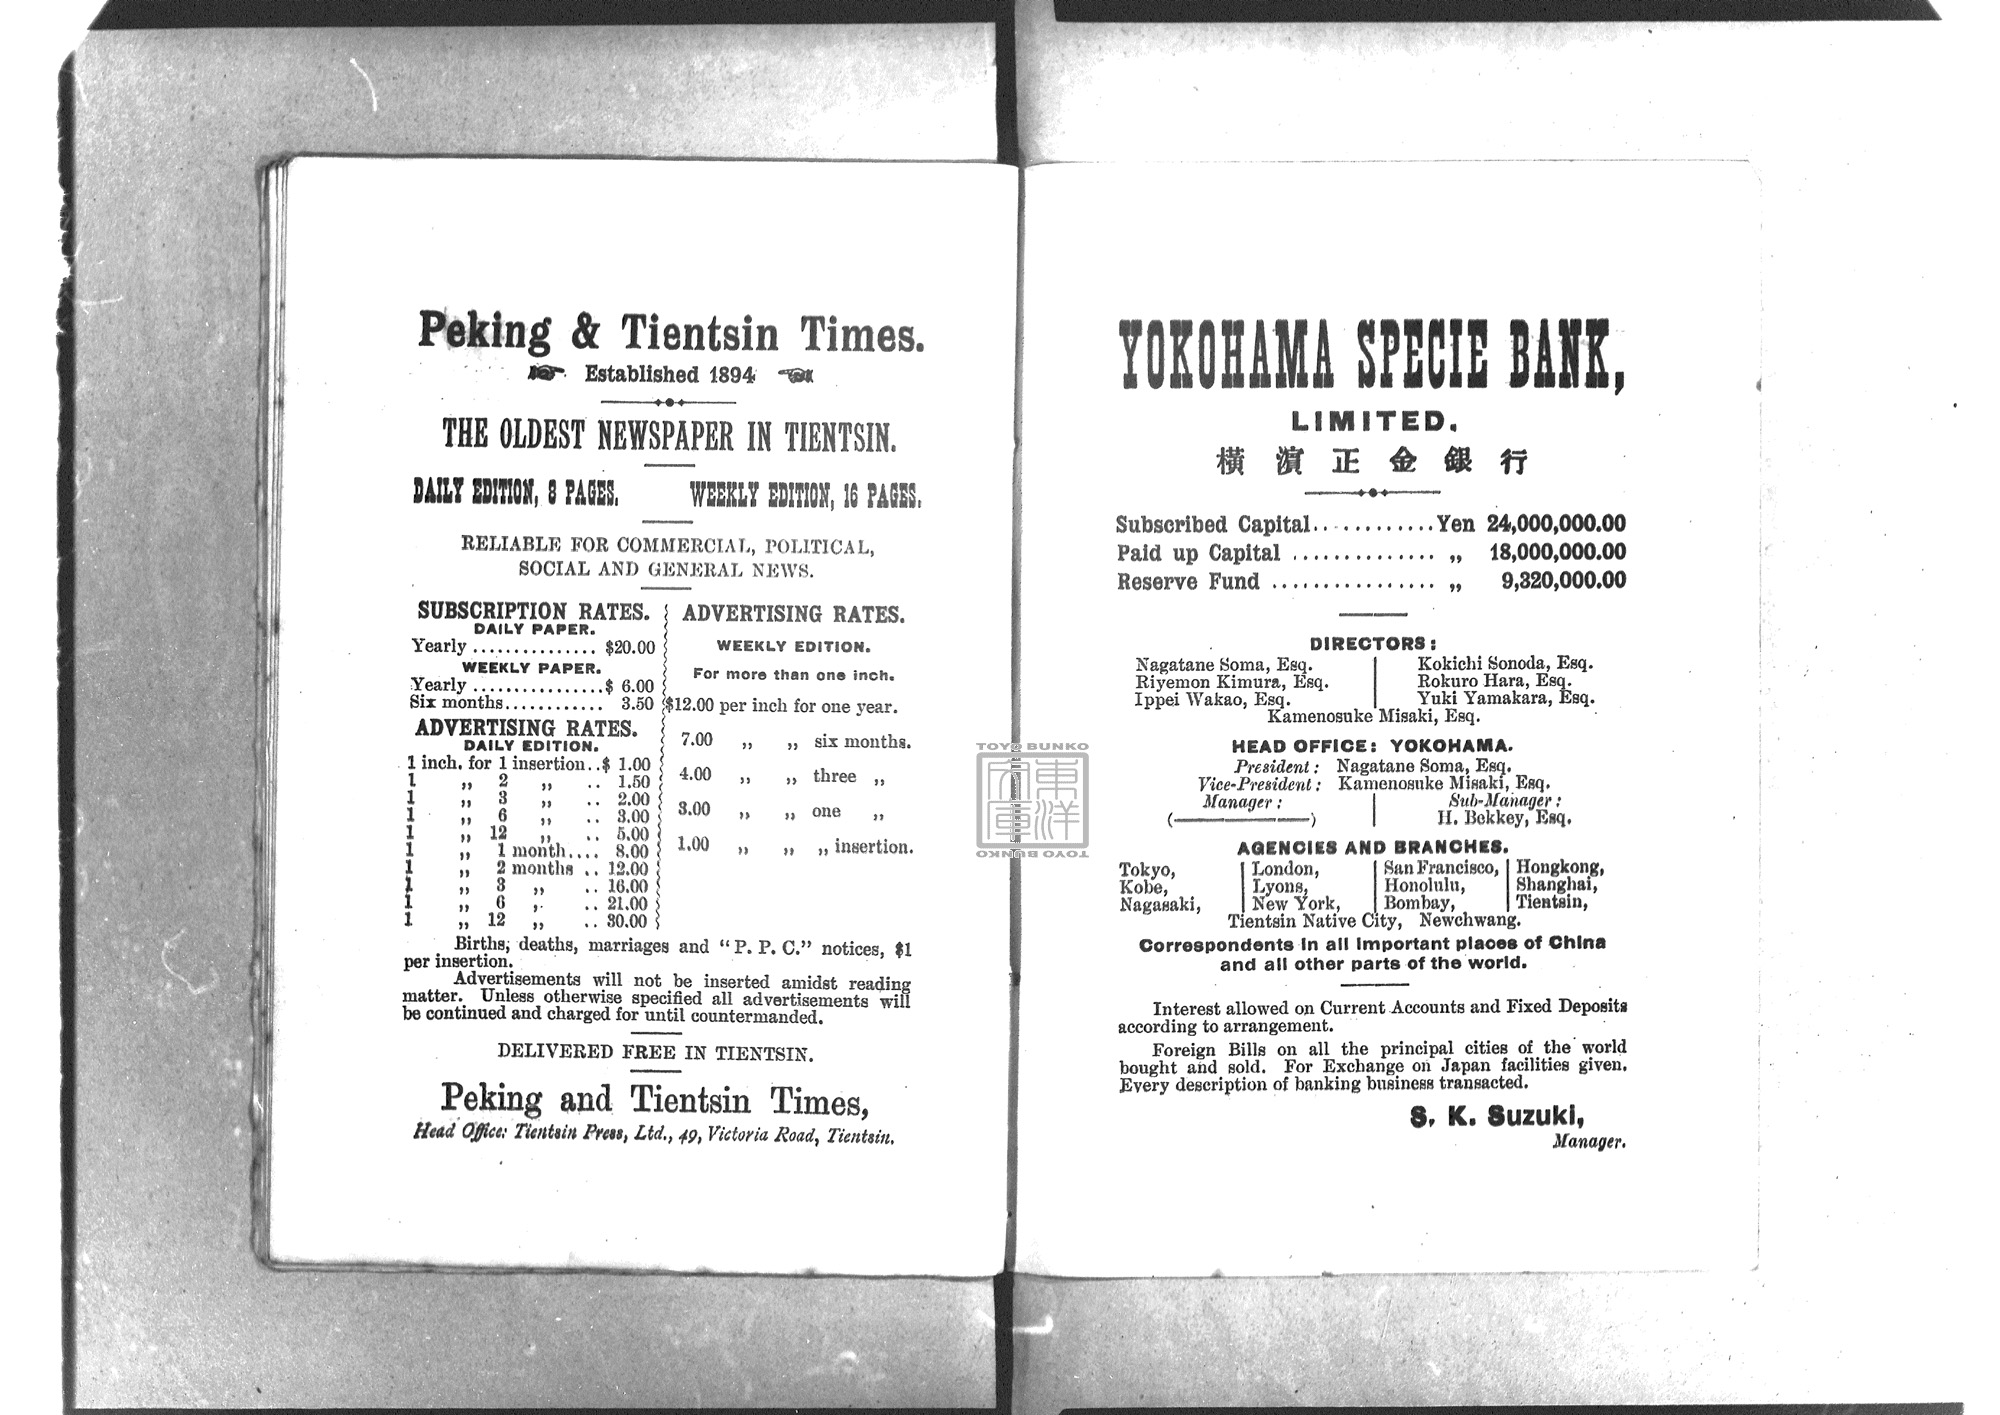 Peking & Tientsin Times.
Established 1894
THE OLDEST NEWSPAPER IN TIENTSIN.
DAILY EDITION, 8 PAGES. WEEKLY EDITION, 16 PAGES.
RELIABLE FOR COMMERCIAL, POLITICAL,
SOCIAL AND GENERAL NEWS.
SUBSCRIPTION RATES.
DAILY PAPER.
Yearly ............... $20.00
WEEKLY PAPER.
Yearly ................$ 6.00
Six months............ 3.50
ADVERTISING RATES.
DAILY EDITION.
1 inch. for 1 insertion..$ 1.00
1 „ 2 „ .. 1.50
1 „ 3 „ .. 2.00
1 „ 6 „ .. 3.00
1 „ 12 „ .. 5.00
1 „ 1 month.... 8.00
1 „ 2 months .. 12.00
1 „ 3 „ .. 16.00
1 „ 6 „ .. 21.00
1 „ 12 „ .. 30.00
ADVERTISING RATES.
WEEKLY EDITION.
For more than one inch.
$12.00 per inch for one year.
7.00 „ „ six months.
4.00 „ „ three „
3.00 „ „ one „
1.00 „ „ „ insertion.
Births, deaths, marriages and "P. P. C." notices, $1
per insertion.
Advertisements will not be inserted amidst reading
matter. Unless otherwise specified all advertisements will
be continued and charged for until countermanded.
DELIVERED FREE IN TIENTSIN.
Peking and Tientsin Times,
Head Office: Tientsin Press, Ltd., 49, Victoria Road, Tientsin.
YOKOHAMA SPECIE BANK,
LIMITED.
橫濵正金銀行
Subscribed Capital............Yen 24,000,000.00
Paid up Capital .............. „ 18,000,000.00
Reserve Fund ................ „ 9,320,000.00
DIRECTORS:
Nagatane Soma, Esq. Kokichi Sonoda, Esq.
Riyemon Kimura, Esq. Rokuro Hara, Esq.
Ippei Wakao, Esq. Yuki Yamakara, Esq.
Kamenosuke Misaki, Esq.
HEAD OFFICE: YOKOHAMA.
President: Nagatane Soma, Esq.
Vice-President: Kamenosuke Misaki, Esq.
Manager: Sub-Manager:
(————) H. Bekkey, Esq.
AGENCIES AND BRANCHES.
Tokyo, London, San Francisco, Hongkong,
Kobe, Lyons, Honolulu, Shanghai,
Nagasaki, New York, Bombay, Tientsin,
Tientsin Native City, Newchwang.
Correspondents in all important places of China
and all other parts of the world.
Interest allowed on Current Accounts and Fixed Deposits
according to arrangement.
Foreign Bills on all the principal cities of the world
bought and sold. For Exchange on Japan facilities given.
Every description of banking business transacted.
S. K. Suzuki,
Manager.
TOYO BUNKO
東洋文庫
TOYO BUNKO